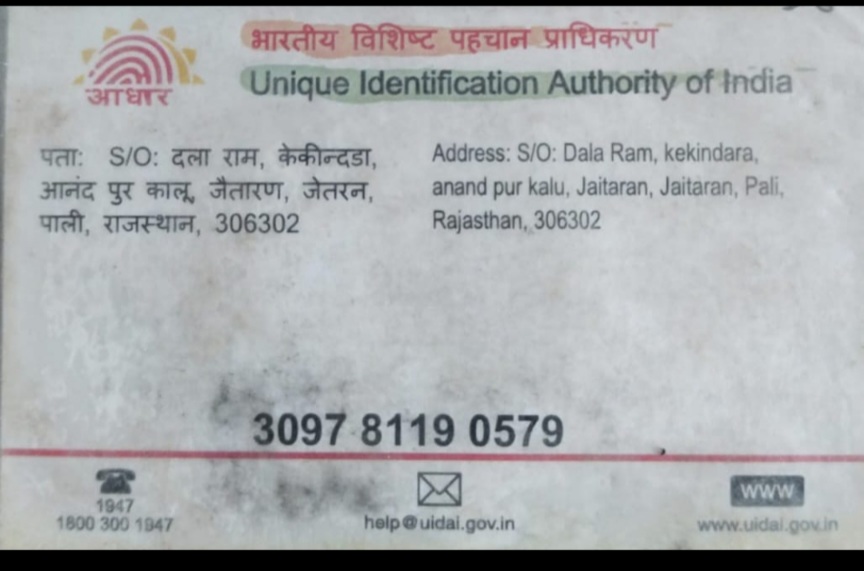 भारतीय विशिष्ट पहचान प्राधिकरण
Unique Identification Authority of India
आधार
पता: S/O: दला राम, केकीन्दडा,
आनंद पुर कालू, जैतारण, जेतरन,
पाली, राजस्थान, 306302
Address: S/O: Dala Ram, kekindara,
anand pur kalu, Jaitaran, Jaitaran, Pali,
Rajasthan, 306302
3097 8119 0579
1947
1800 300 1947
help@uidai.gov.in
www
www.uidai.gov.in